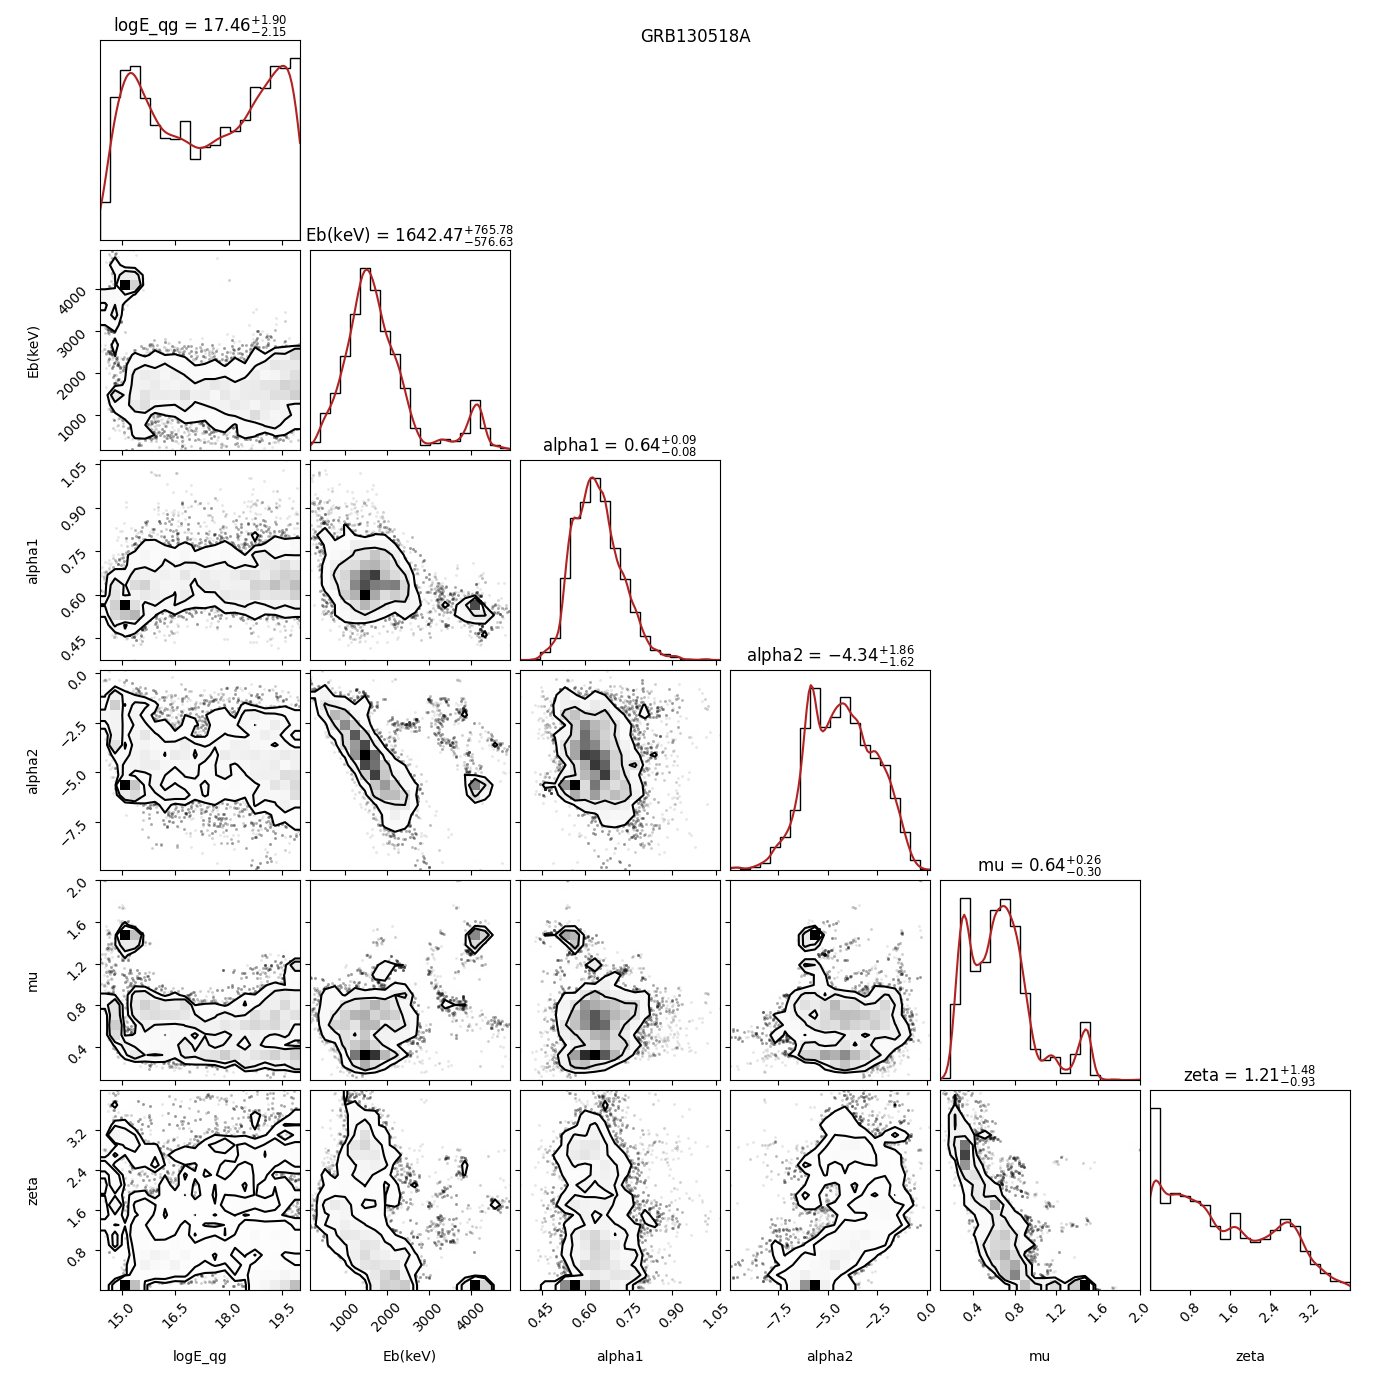 GRB130518A
logE_qg = 17.46+1.90 −2.15
Eb(keV) = 1642.47+765.78 −576.63
Eb(keV)
4000
3000
2000
1000
alpha1 = 0.64+0.09 −0.08
alpha1
1.05
0.90
0.75
0.60
0.45
alpha2 = −4.34+1.86 −1.62
alpha2
0.0
−2.5
−5.0
−7.5
mu = 0.64+0.26 −0.30
mu
2.0
1.6
1.2
0.8
0.4
zeta = 1.21+1.48 −0.93
zeta
3.2
2.4
1.6
0.8
15.0 16.5 18.0 19.5
1000 2000 3000 4000
0.45 0.60 0.75 0.90 1.05
−7.5 −5.0 −2.5 0.0
0.4 0.8 1.2 1.6 2.0
0.8 1.6 2.4 3.2
logE_qg Eb(keV) alpha1 alpha2 mu zeta